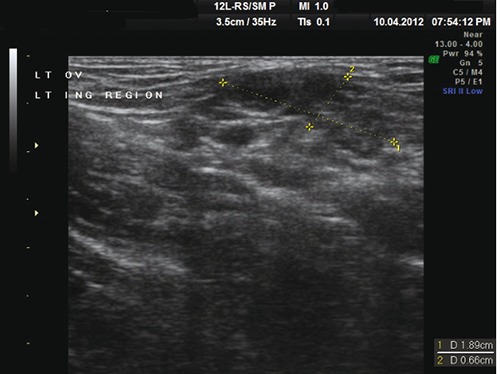 12L-RS/SM P MI 1.0
3.5cm / 35Hz TIs 0.1 10.04.2012 07:54:12 PM
Near
13.00 - 4.00
Pwr 94 %
Gn 5
C5 / M4
P5 / E1
SRI II Low
LT OV
LT ING REGION
2
1
1 D 1.89cm
2 D 0.66cm